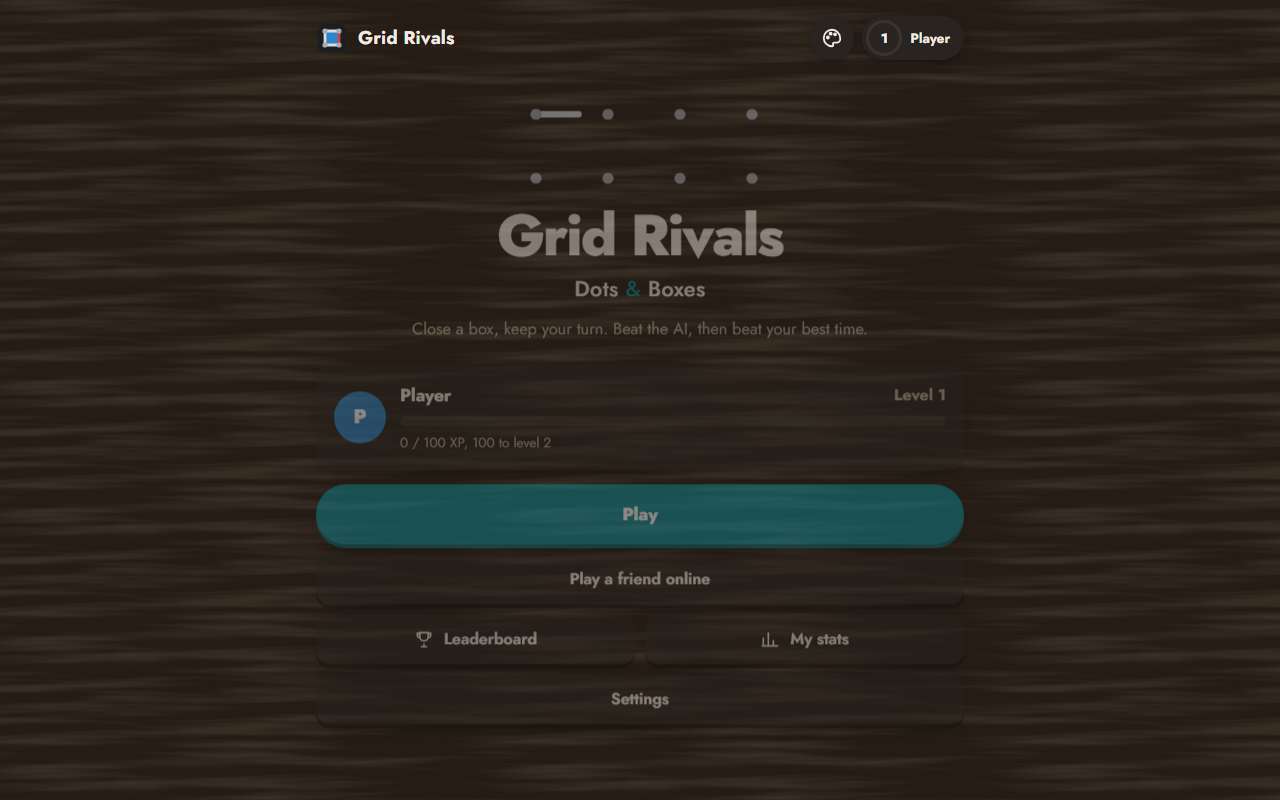 Grid Rivals
1 Player
Grid Rivals
Dots & Boxes
Close a box, keep your turn. Beat the AI, then beat your best time.
P
Player
Level 1
0 / 100 XP, 100 to level 2
Play
Play a friend online
Leaderboard
My stats
Settings